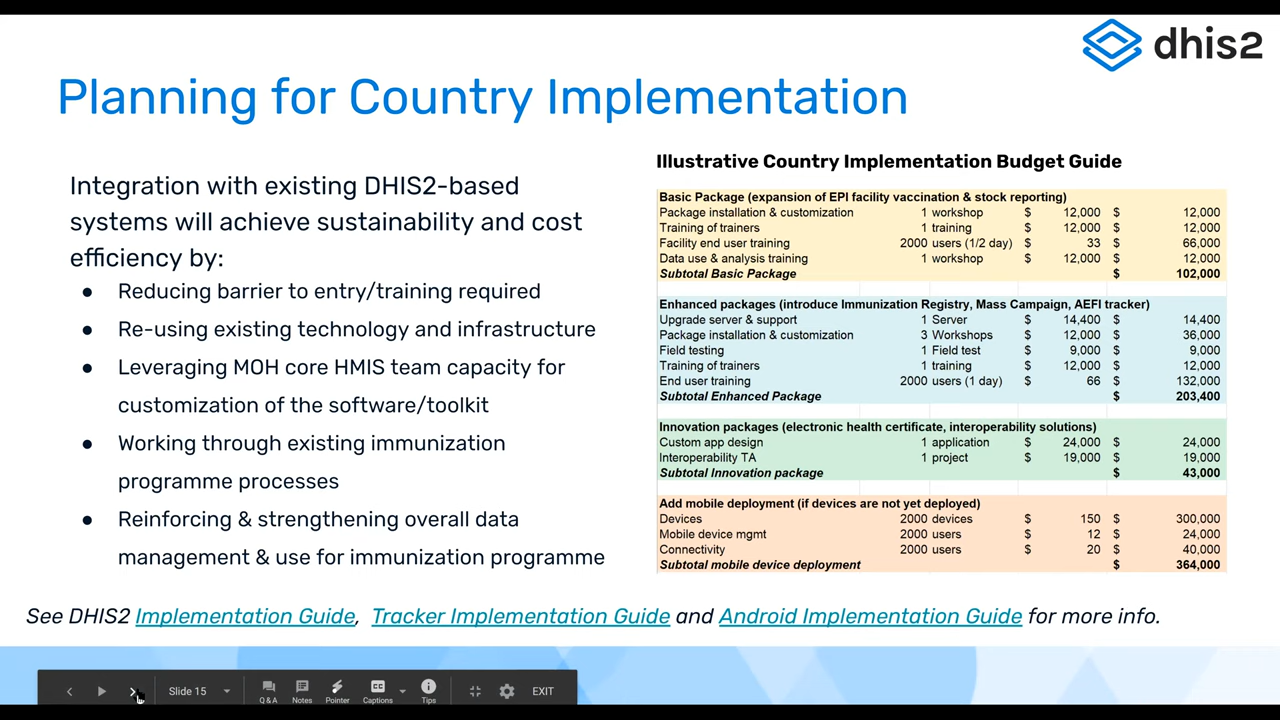 dhis2
Planning for Country Implementation
Integration with existing DHIS2-based
systems will achieve sustainability and cost
efficiency by:
● Reducing barrier to entry/training required
● Re-using existing technology and infrastructure
● Leveraging MOH core HMIS team capacity for
customization of the software/toolkit
● Working through existing immunization
programme processes
● Reinforcing & strengthening overall data
management & use for immunization programme
Illustrative Country Implementation Budget Guide
Basic Package (expansion of EPI facility vaccination & stock reporting)
Package installation & customization 1 workshop $ 12,000 $ 12,000
Training of trainers 1 training $ 12,000 $ 12,000
Facility end user training 2000 users (1/2 day) $ 33 $ 66,000
Data use & analysis training 1 workshop $ 12,000 $ 12,000
Subtotal Basic Package $ 102,000
Enhanced packages (introduce Immunization Registry, Mass Campaign, AEFI tracker)
Upgrade server & support 1 Server $ 14,400 $ 14,400
Package installation & customization 3 Workshops $ 12,000 $ 36,000
Field testing 1 Field test $ 9,000 $ 9,000
Training of trainers 1 training $ 12,000 $ 12,000
End user training 2000 users (1 day) $ 66 $ 132,000
Subtotal Enhanced Package $ 203,400
Innovation packages (electronic health certificate, interoperability solutions)
Custom app design 1 application $ 24,000 $ 24,000
Interoperability TA 1 project $ 19,000 $ 19,000
Subtotal Innovation package $ 43,000
Add mobile deployment (if devices are not yet deployed)
Devices 2000 devices $ 150 $ 300,000
Mobile device mgmt 2000 users $ 12 $ 24,000
Connectivity 2000 users $ 20 $ 40,000
Subtotal mobile device deployment $ 364,000
See DHIS2 Implementation Guide, Tracker Implementation Guide and Android Implementation Guide for more info.
Slide 15 Q & A Notes Pointer CC Captions Tips EXIT